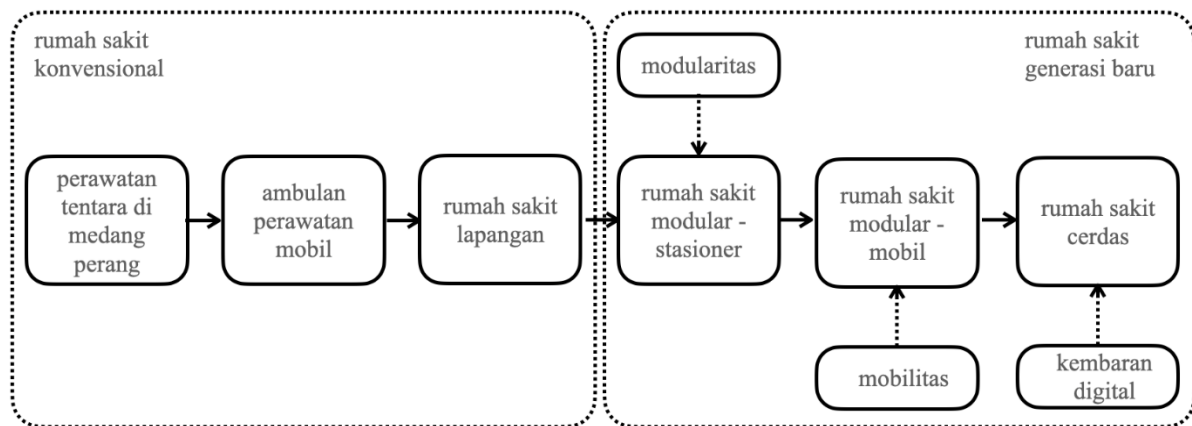 rumah sakit
konvensional
perawatan
tentara di
medang
perang
ambulan
perawatan
mobil
rumah sakit
lapangan
rumah sakit
generasi baru
modularitas
rumah sakit
modular -
stasioner
rumah sakit
modular -
mobil
rumah sakit
cerdas
mobilitas
kembaran
digital